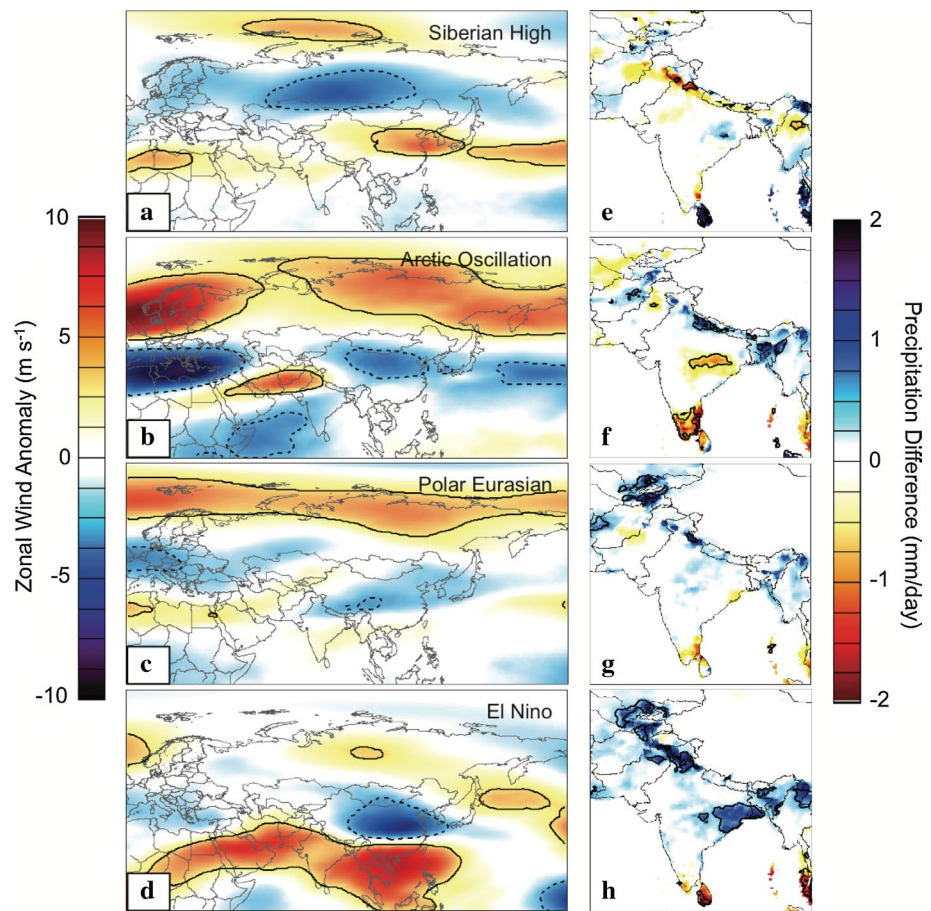 Siberian High
a
e
10
5
0
-5
-10
Zonal Wind Anomaly (m s⁻¹)
Arctic Oscillation
b
f
2
1
0
-1
-2
Precipitation Difference (mm/day)
Polar Eurasian
c
g
El Nino
d
h